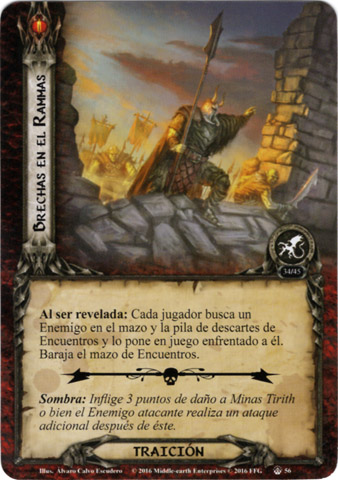 Brechas en el Rammas
34/45
Al ser revelada: Cada jugador busca un
Enemigo en el mazo y la pila de descartes de
Encuentros y lo pone en juego enfrentado a él.
Baraja el mazo de Encuentros.
Sombra: Inflige 3 puntos de daño a Minas Tirith
o bien el Enemigo atacante realiza un ataque
adicional después de éste.
TRAICIÓN
Illus. Álvaro Calvo Escudero © 2016 Middle-earth Enterprises © 2016 FFG 56